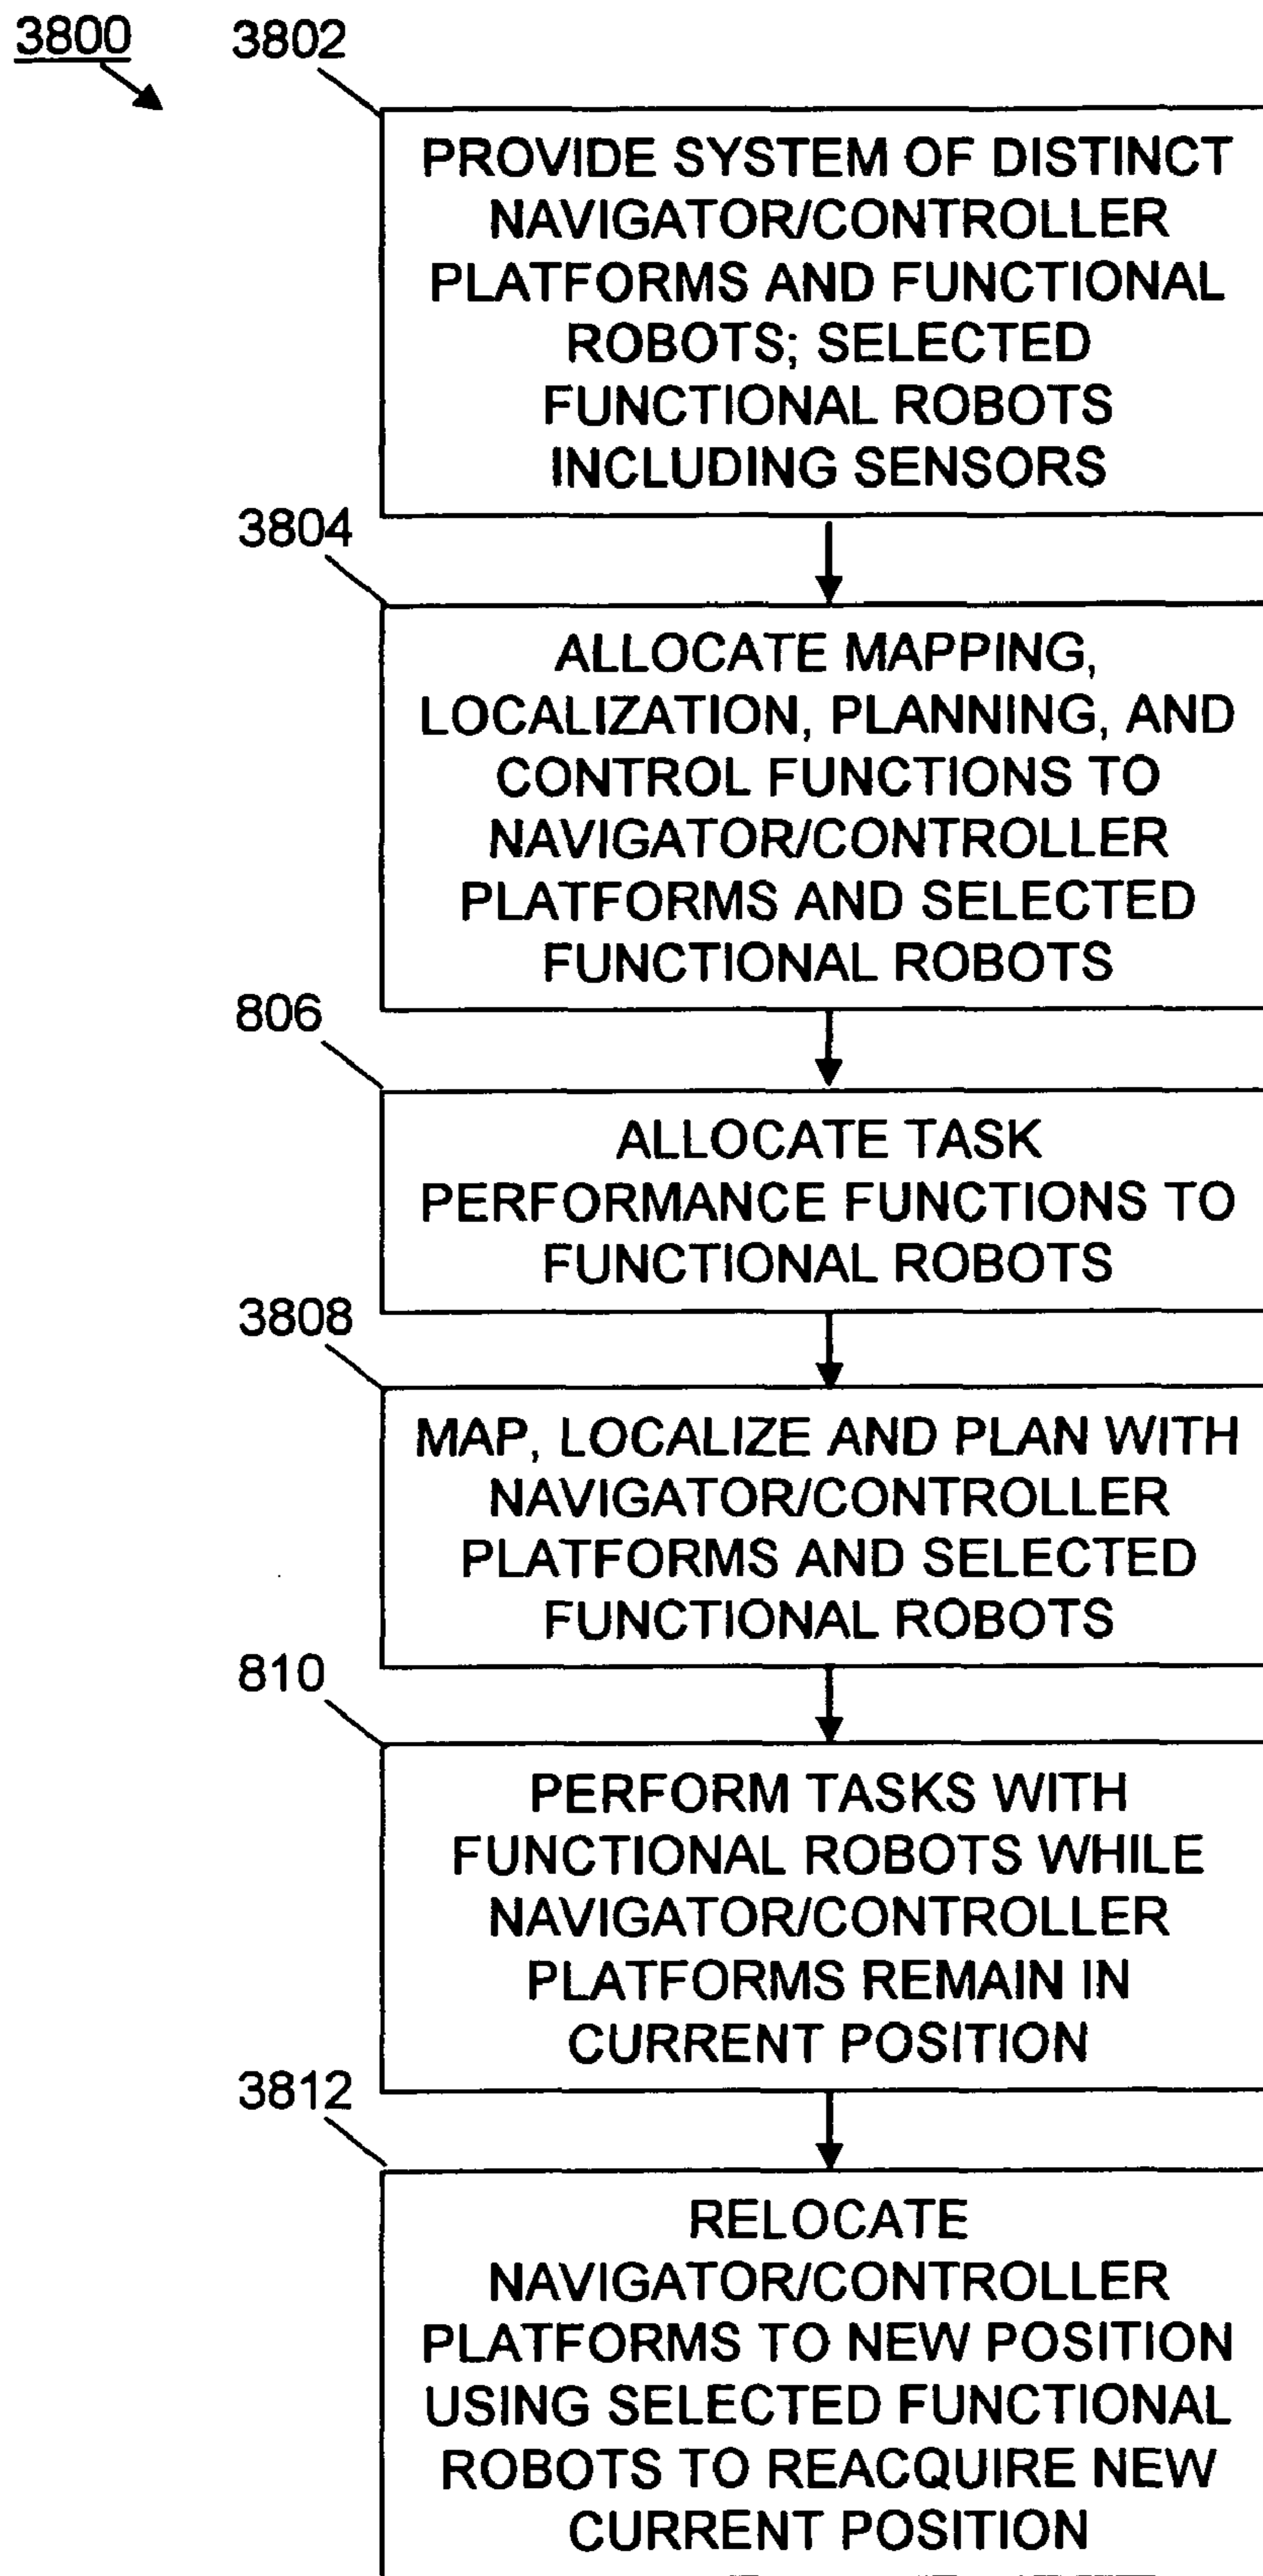 3800
3802
PROVIDE SYSTEM OF DISTINCT
NAVIGATOR/CONTROLLER
PLATFORMS AND FUNCTIONAL
ROBOTS; SELECTED
FUNCTIONAL ROBOTS
INCLUDING SENSORS
3804
ALLOCATE MAPPING,
LOCALIZATION, PLANNING, AND
CONTROL FUNCTIONS TO
NAVIGATOR/CONTROLLER
PLATFORMS AND SELECTED
FUNCTIONAL ROBOTS
806
ALLOCATE TASK
PERFORMANCE FUNCTIONS TO
FUNCTIONAL ROBOTS
3808
MAP, LOCALIZE AND PLAN WITH
NAVIGATOR/CONTROLLER
PLATFORMS AND SELECTED
FUNCTIONAL ROBOTS
810
PERFORM TASKS WITH
FUNCTIONAL ROBOTS WHILE
NAVIGATOR/CONTROLLER
PLATFORMS REMAIN IN
CURRENT POSITION
3812
RELOCATE
NAVIGATOR/CONTROLLER
PLATFORMS TO NEW POSITION
USING SELECTED FUNCTIONAL
ROBOTS TO REACQUIRE NEW
CURRENT POSITION